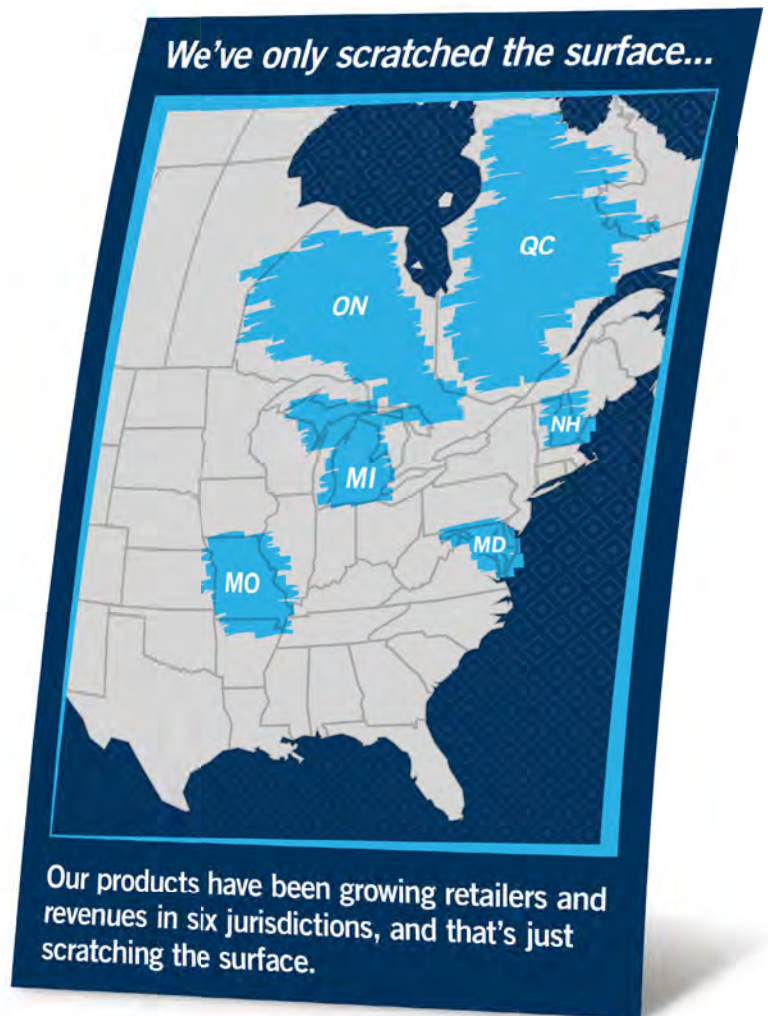 We've only scratched the surface...
QC
ON
NH
MI
MD
MO
Our products have been growing retailers and
revenues in six jurisdictions, and that's just
scratching the surface.